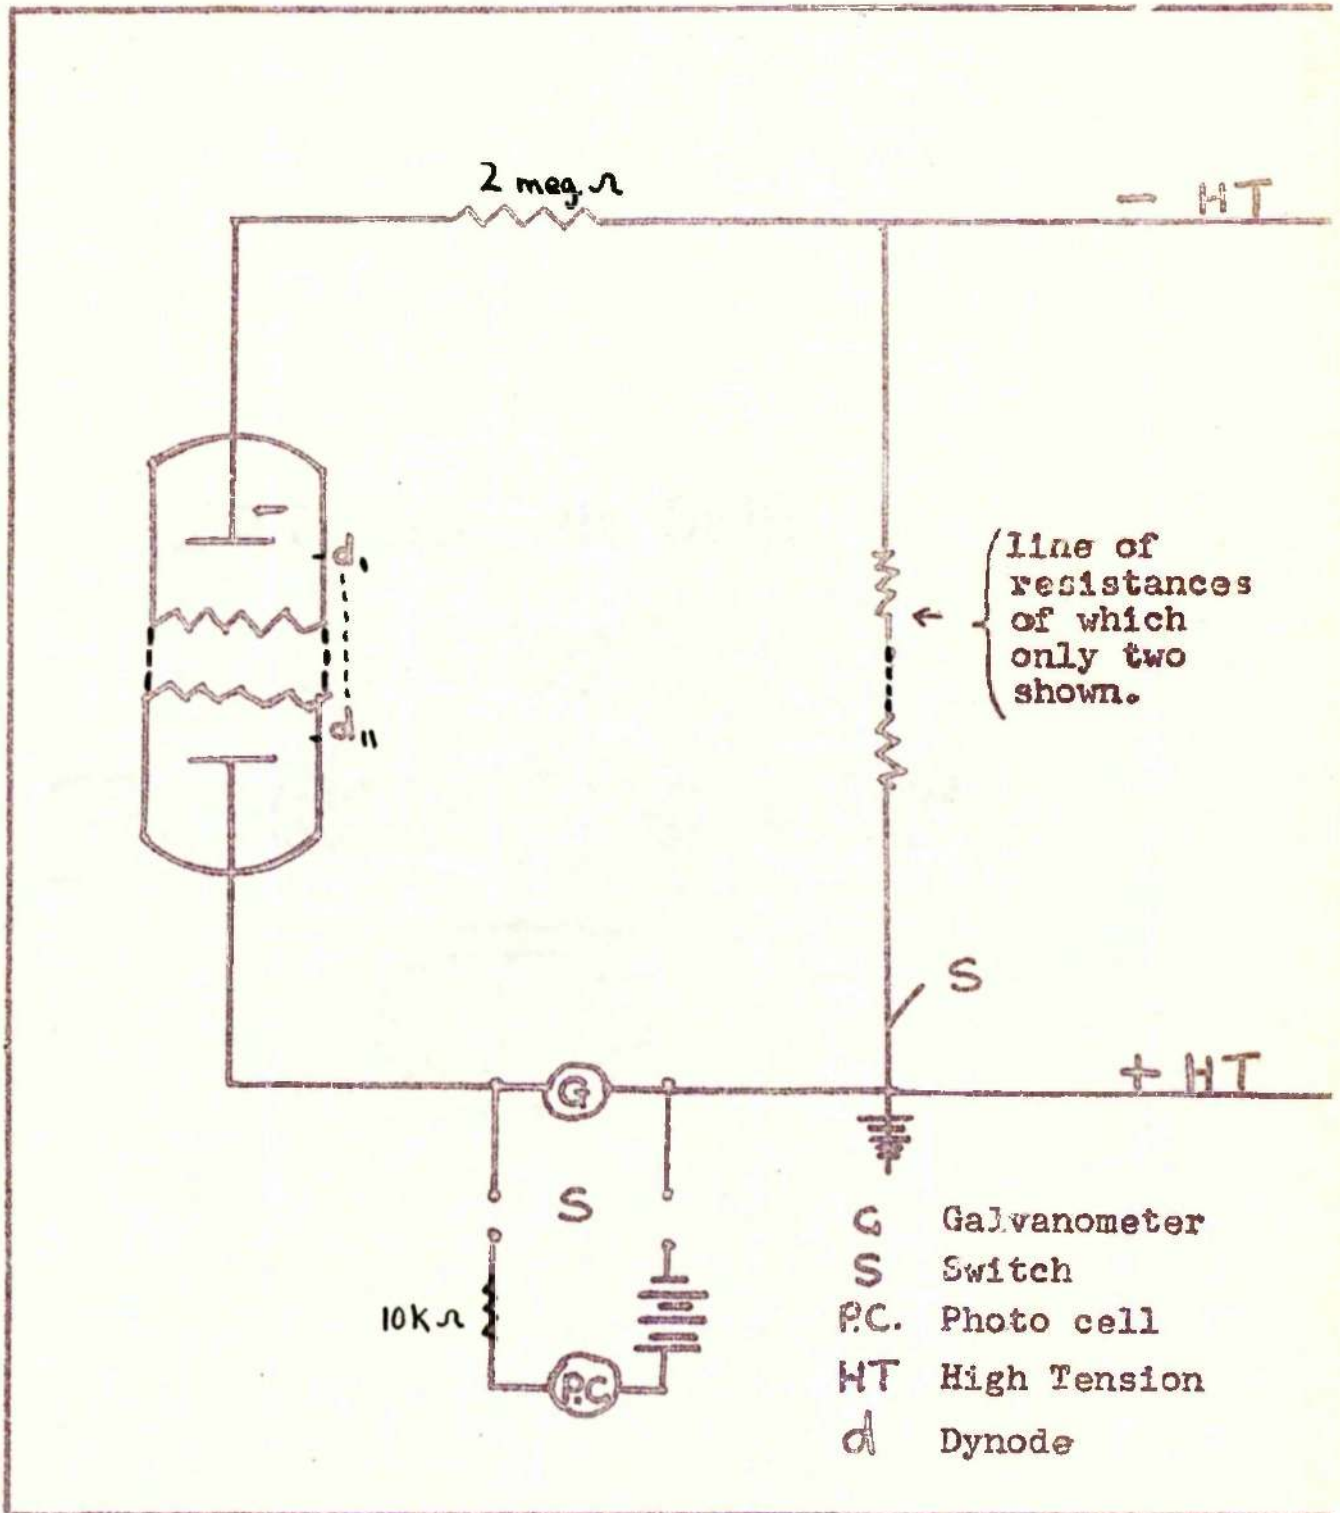 2 meg. Ω
- HT
-
d₁
line of
resistances
of which
only two
shown.
d₁₁
S
+ HT
G
S
10K Ω
P.C.
G Galvanometer
S Switch
P.C. Photo cell
HT High Tension
d Dynode